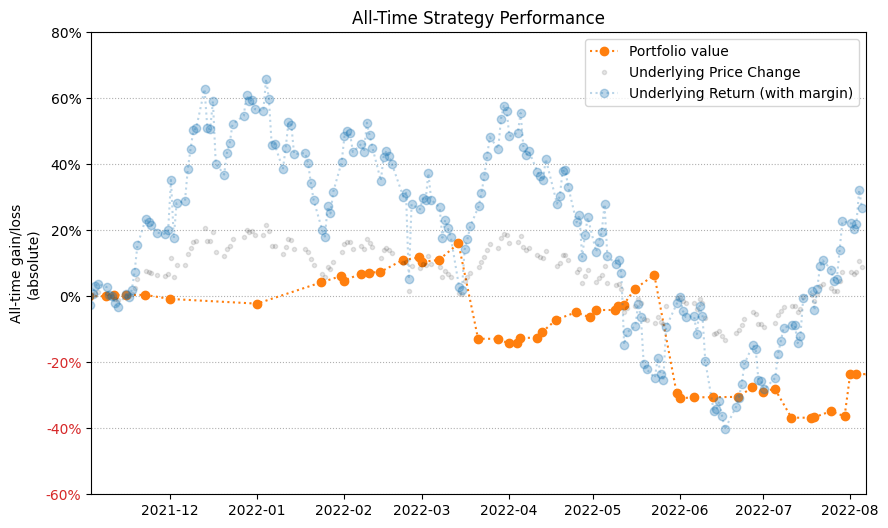 All-Time Strategy Performance
All-time gain/loss
(absolute)
80%
60%
40%
20%
0%
-20%
-40%
-60%
Portfolio value
Underlying Price Change
Underlying Return (with margin)
2021-12
2022-01
2022-02
2022-03
2022-04
2022-05
2022-06
2022-07
2022-08